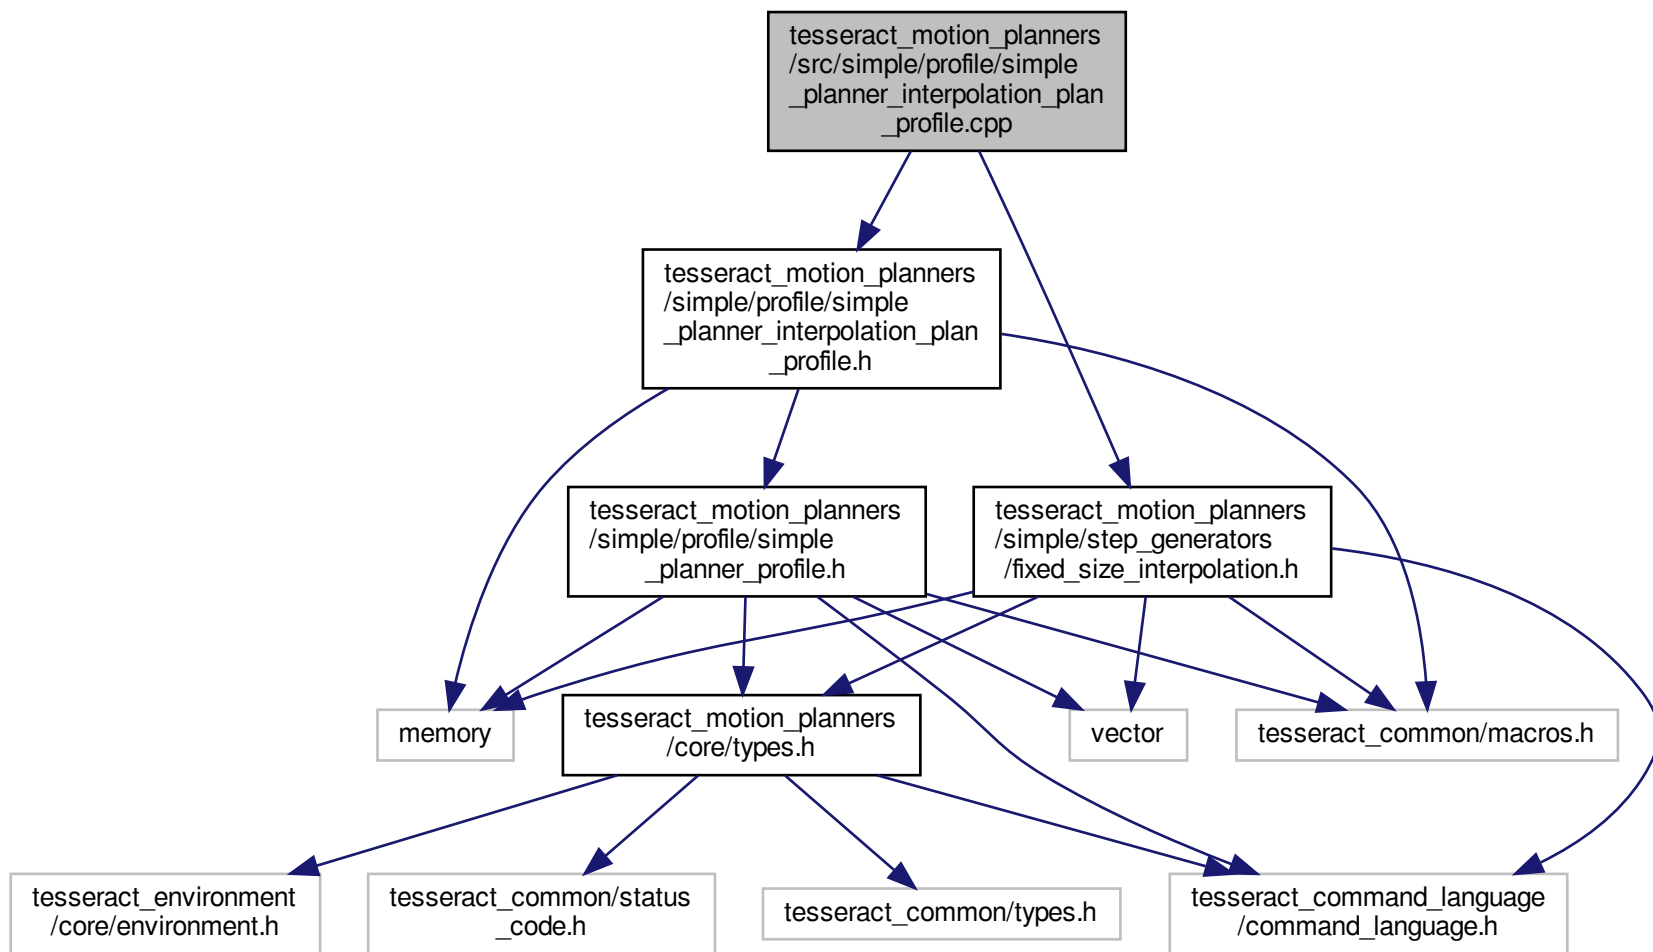 tesseract_motion_planners
/src/simple/profile/simple
_planner_interpolation_plan
_profile.cpp
tesseract_motion_planners
/simple/profile/simple
_planner_interpolation_plan
_profile.h
tesseract_motion_planners
/simple/profile/simple
_planner_profile.h
tesseract_motion_planners
/simple/step_generators
/fixed_size_interpolation.h
memory
tesseract_motion_planners
/core/types.h
vector
tesseract_common/macros.h
tesseract_environment
/core/environment.h
tesseract_common/status
_code.h
tesseract_common/types.h
tesseract_command_language
/command_language.h